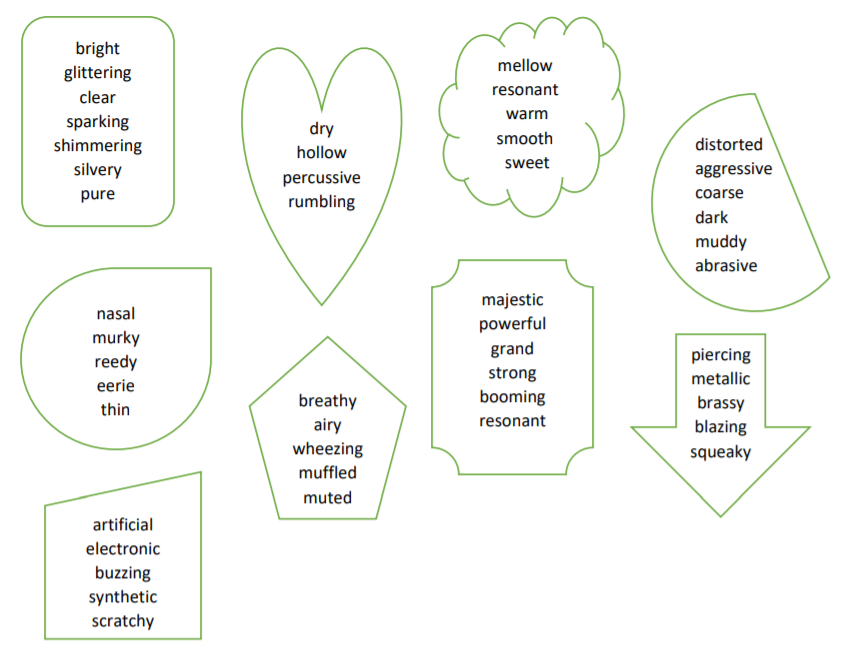 bright
glittering
clear
sparking
shimmering
silvery
pure
dry
hollow
percussive
rumbling
mellow
resonant
warm
smooth
sweet
distorted
aggressive
coarse
dark
muddy
abrasive
nasal
murky
reedy
eerie
thin
breathy
airy
wheezing
muffled
muted
majestic
powerful
grand
strong
booming
resonant
piercing
metallic
brassy
blazing
squeaky
artificial
electronic
buzzing
synthetic
scratchy